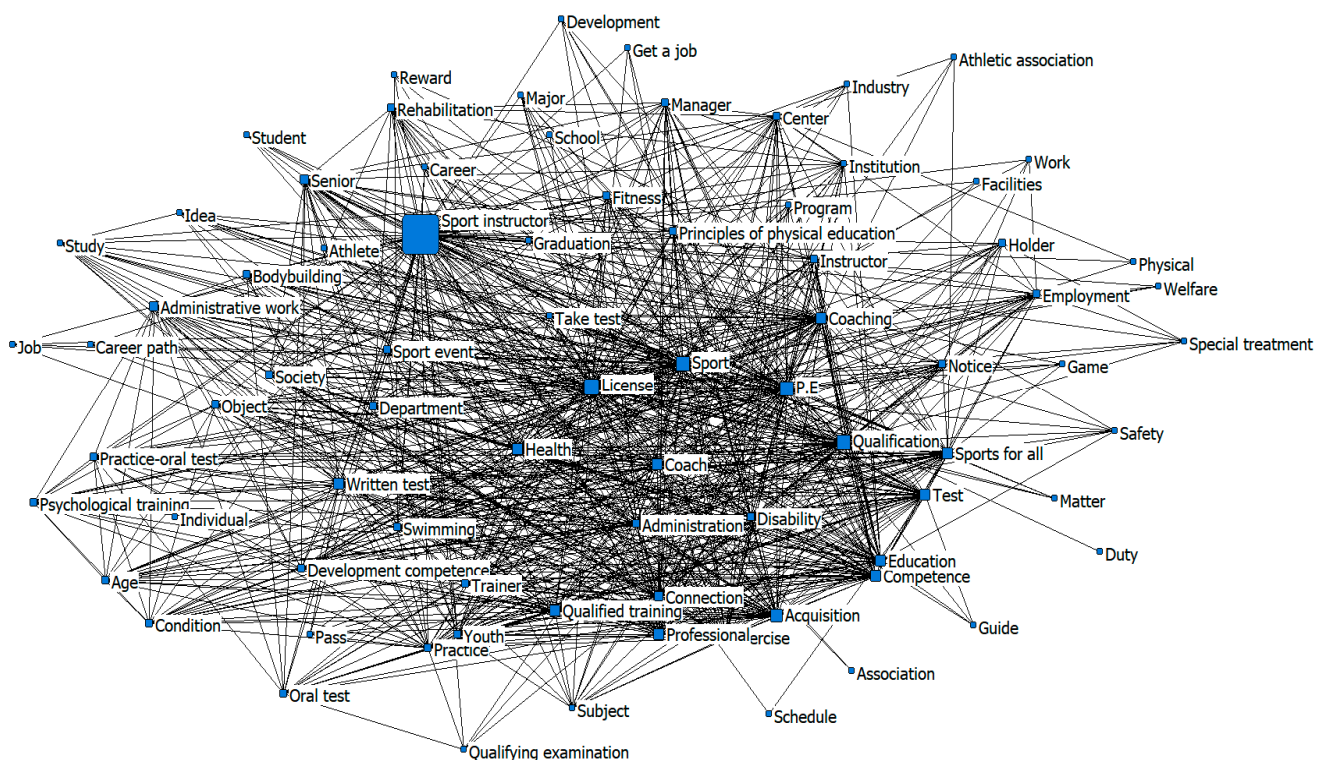 Development
Get a job
Athletic association
Reward
Industry
Major
Manager
Rehabilitation
Center
Student
School
Work
Institution
Career
Senior
Facilities
Fitness
Program
Idea
Sport instructor
Principles of physical education
Study
Graduation
Holder
Athlete
Instructor
Physical
Bodybuilding
Welfare
Employment
Administrative work
Take test
Coaching
Job
Career path
Special treatment
Sport event
Sport
Notice
Game
Society
License
P.E
Object
Department
Safety
Qualification
Health
Sports for all
Practice-oral test
Coach
Written test
Test
Matter
Psychological training
Individual
Disability
Administration
Swimming
Duty
Education
Development competence
Competence
Age
Trainer
Connection
Qualified training
Acquisition
Condition
Guide
Pass
Youth
Professional
ercise
Practice
Association
Oral test
Subject
Schedule
Qualifying examination